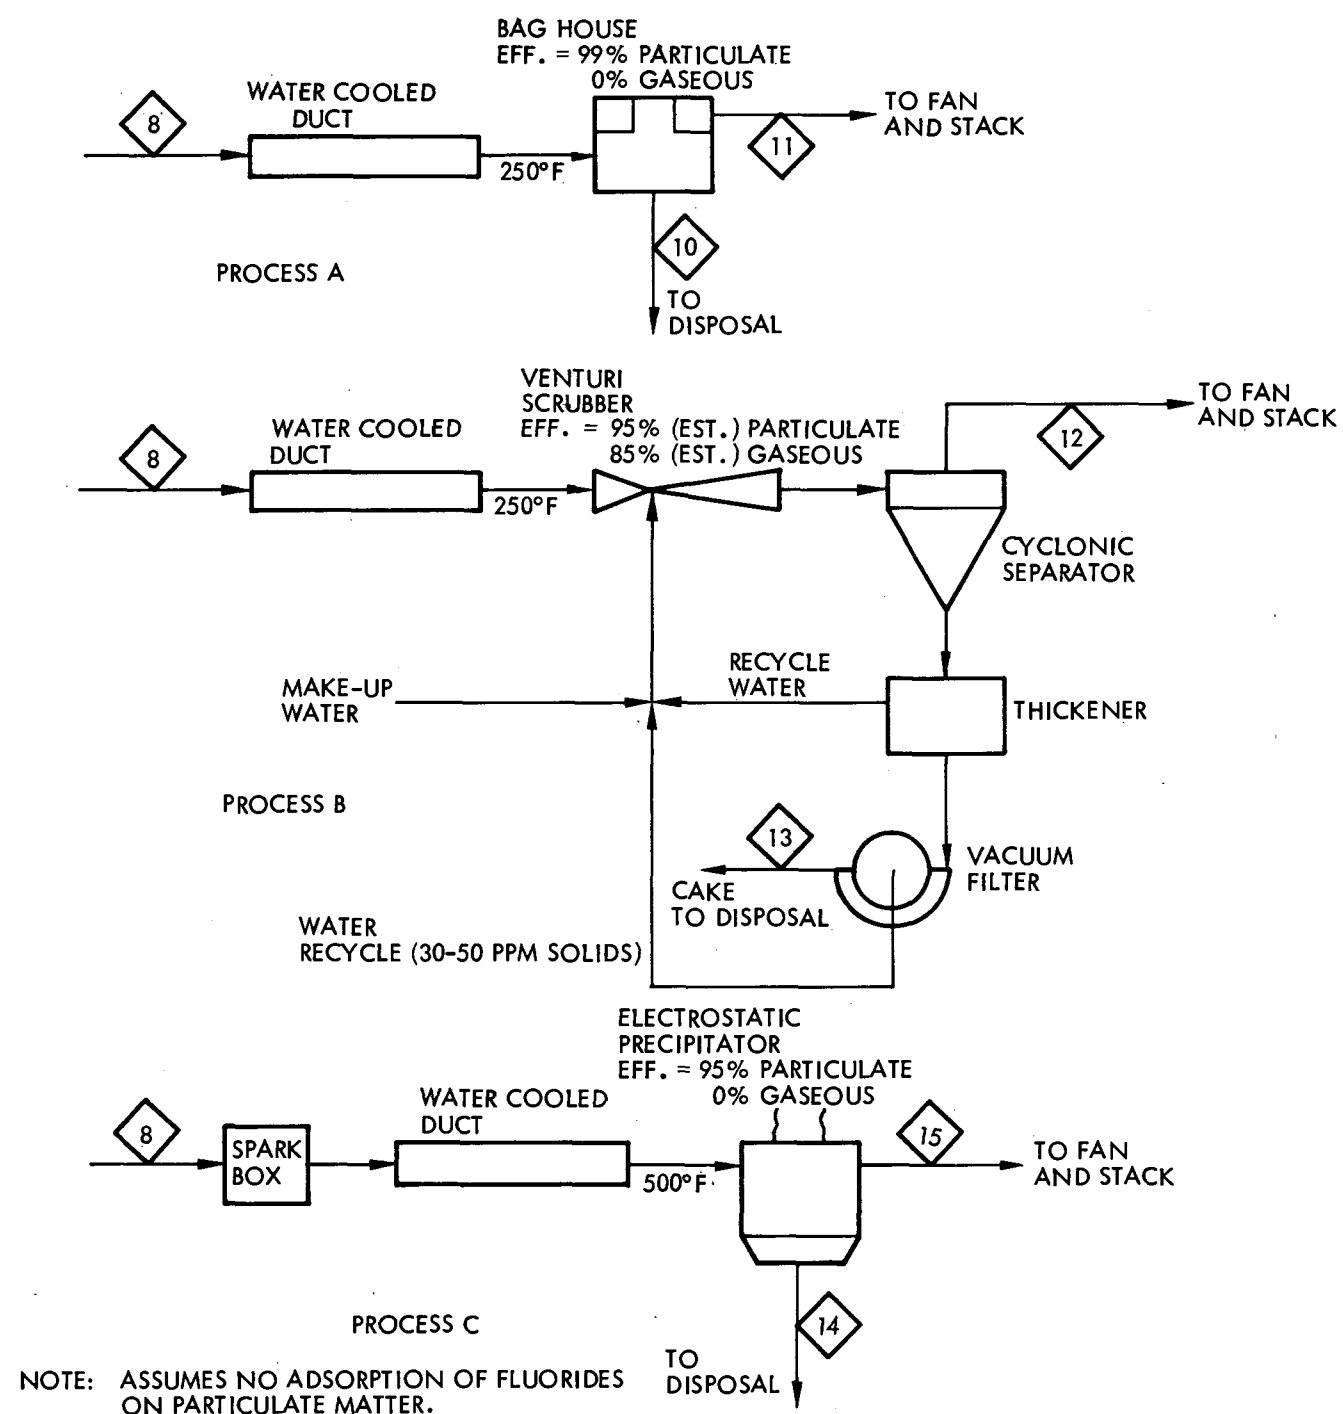 BAG HOUSE
EFF. = 99% PARTICULATE
0% GASEOUS
WATER COOLED
DUCT
8
250°F
TO FAN
AND STACK
11
10
TO
DISPOSAL
PROCESS A
VENTURI
SCRUBBER
EFF. = 95% (EST.) PARTICULATE
85% (EST.) GASEOUS
WATER COOLED
DUCT
8
250°F
TO FAN
AND STACK
12
CYCLONIC
SEPARATOR
RECYCLE
WATER
MAKE-UP
WATER
THICKENER
PROCESS B
13
VACUUM
FILTER
CAKE
TO DISPOSAL
WATER
RECYCLE (30-50 PPM SOLIDS)
ELECTROSTATIC
PRECIPITATOR
EFF. = 95% PARTICULATE
0% GASEOUS
WATER COOLED
DUCT
8
SPARK
BOX
500°F
15
TO FAN
AND STACK
14
PROCESS C
TO
DISPOSAL
NOTE: ASSUMES NO ADSORPTION OF FLUORIDES
ON PARTICULATE MATTER.